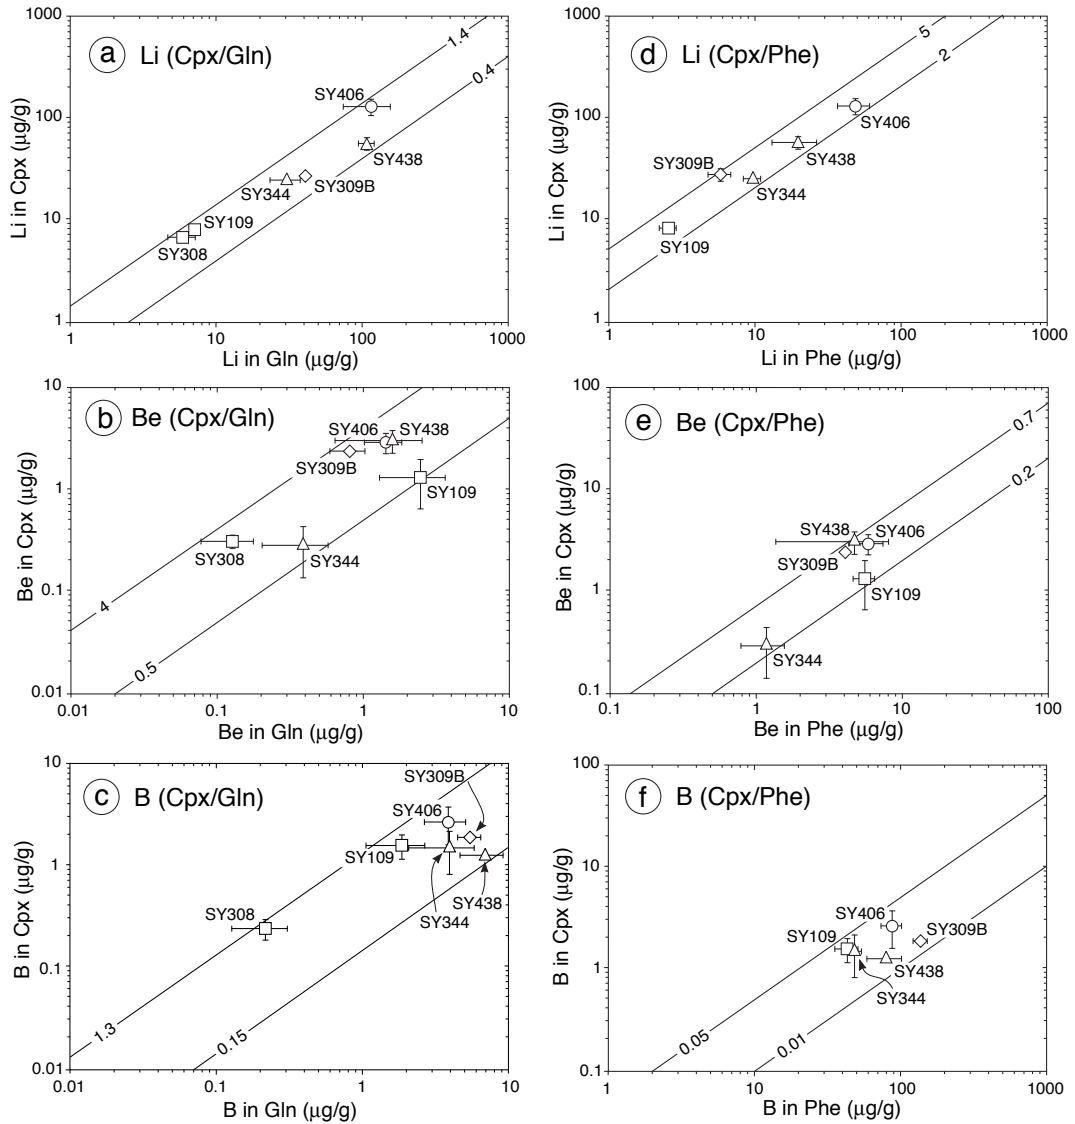 a Li (Cpx/Gln)
1000
100
10
1
Li in Cpx (µg/g)
1.4
0.4
SY406
SY438
SY344
SY309B
SY109
SY308
1 10 100 1000
Li in Gln (µg/g)
d Li (Cpx/Phe)
1000
100
10
1
Li in Cpx (µg/g)
5
2
SY406
SY438
SY309B
SY344
SY109
1 10 100 1000
Li in Phe (µg/g)
b Be (Cpx/Gln)
10
1
0.1
0.01
Be in Cpx (µg/g)
SY406 SY438
SY309B
SY109
SY308
SY344
4
0.5
0.01 0.1 1 10
Be in Gln (µg/g)
e Be (Cpx/Phe)
100
10
1
0.1
Be in Cpx (µg/g)
0.7
0.2
SY438 SY406
SY309B
SY109
SY344
0.1 1 10 100
Be in Phe (µg/g)
c B (Cpx/Gln)
10
1
0.1
0.01
B in Cpx (µg/g)
SY309B
SY406
SY109
SY438
SY344
SY308
1.3
0.15
0.01 0.1 1 10
B in Gln (µg/g)
f B (Cpx/Phe)
100
10
1
0.1
B in Cpx (µg/g)
SY406
SY309B
SY109
SY438
SY344
0.05
0.01
1 10 100 1000
B in Phe (µg/g)